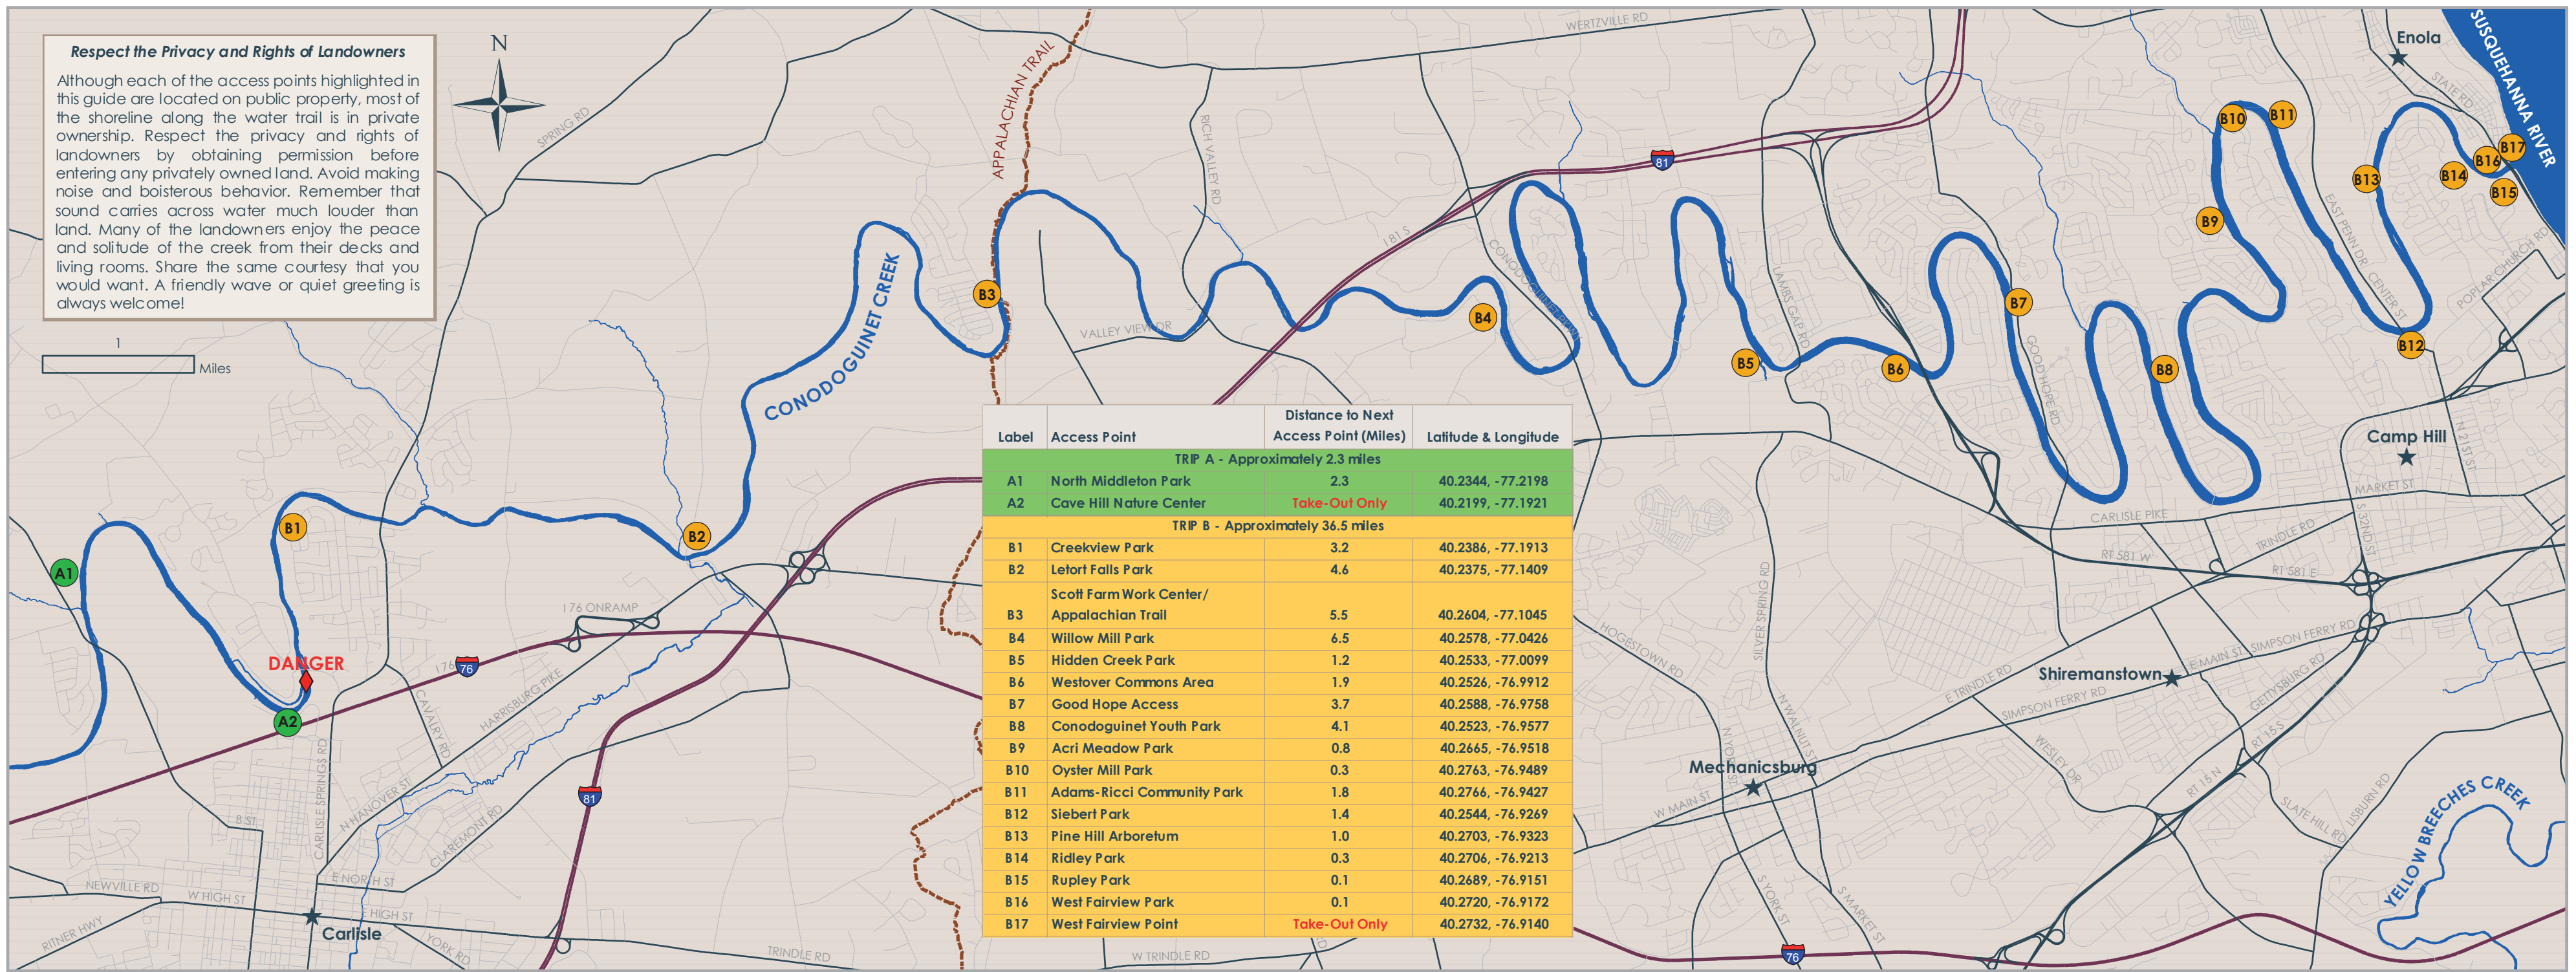 Respect the Privacy and Rights of Landowners
Although each of the access points highlighted in
this guide are located on public property, most of
the shoreline along the water trail is in private
ownership. Respect the privacy and rights of
landowners by obtaining permission before
entering any privately owned land. Avoid making
noise and boisterous behavior. Remember that
sound carries across water much louder than
land. Many of the landowners enjoy the peace
and solitude of the creek from their decks and
living rooms. Share the same courtesy that you
would want. A friendly wave or quiet greeting is
always welcome!
1
Miles
N
SPRING RD
APPALACHIAN TRAIL
RICH VALLEY RD
WERTZVILLE RD
81
I 81 S
Enola
STATE RD
SUSQUEHANNA RIVER
B10
B11
B17
B16
B14
B13
B15
B9
EAST PENN DR
CENTER ST
POPLAR CHURCH RD
CONODOGUINET CREEK
B3
VALLEY VIEW DR
B4
LAMBS GAP RD
B5
B6
B7
GOOD HOPE RD
B8
B12
Camp Hill
N 21ST ST
MARKET ST
CARLISLE PIKE
S 32ND ST
TRINDLE RD
RT 581 W
RT 581 E
A1
B1
B2
DANGER
A2
I 76 ONRAMP
I 76
76
CAVALRY RD
HARRISBURG PIKE
CARLISLE SPRINGS RD
N HANOVER ST
CLAREMONT RD
81
B ST
E NORTH ST
NEWVILLE RD
W HIGH ST
E HIGH ST
RITNER HWY
Carlisle
YORK RD
TRINDLE RD
Label Access Point Distance to Next Access Point (Miles) Latitude & Longitude
TRIP A - Approximately 2.3 miles
A1 North Middleton Park 2.3 40.2344, -77.2198
A2 Cave Hill Nature Center Take-Out Only 40.2199, -77.1921
TRIP B - Approximately 36.5 miles
B1 Creekview Park 3.2 40.2386, -77.1913
B2 Letort Falls Park 4.6 40.2375, -77.1409
Scott Farm Work Center/
B3 Appalachian Trail 5.5 40.2604, -77.1045
B4 Willow Mill Park 6.5 40.2578, -77.0426
B5 Hidden Creek Park 1.2 40.2533, -77.0099
B6 Westover Commons Area 1.9 40.2526, -76.9912
B7 Good Hope Access 3.7 40.2588, -76.9758
B8 Conodoguinet Youth Park 4.1 40.2523, -76.9577
B9 Acri Meadow Park 0.8 40.2665, -76.9518
B10 Oyster Mill Park 0.3 40.2763, -76.9489
B11 Adams-Ricci Community Park 1.8 40.2766, -76.9427
B12 Siebert Park 1.4 40.2544, -76.9269
B13 Pine Hill Arboretum 1.0 40.2703, -76.9323
B14 Ridley Park 0.3 40.2706, -76.9213
B15 Rupley Park 0.1 40.2689, -76.9151
B16 West Fairview Park 0.1 40.2720, -76.9172
B17 West Fairview Point Take-Out Only 40.2732, -76.9140
W TRINDLE RD
HOGESTOWN RD
SILVER SPRING RD
N WALNUT ST
Mechanicsburg
W MAIN ST
S YORK ST
S MARKET ST
76
E TRINDLE RD
SIMPSON FERRY RD
Shiremanstown
E MAIN ST
SIMPSON FERRY RD
GETTYSBURG RD
WESLEY DR
RT 15 S
RT 15 N
SLATE HILL RD
LISBURN RD
YELLOW BREECHES CREEK